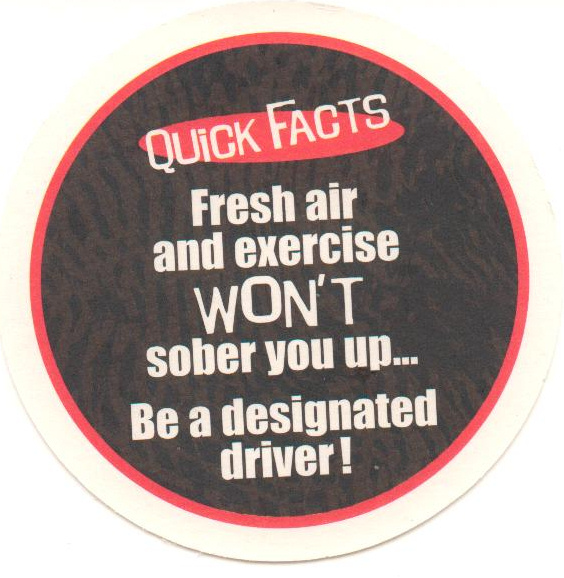 QUiCK FACTS
Fresh air
and exercise
WON'T
sober you up...
Be a designated
driver!